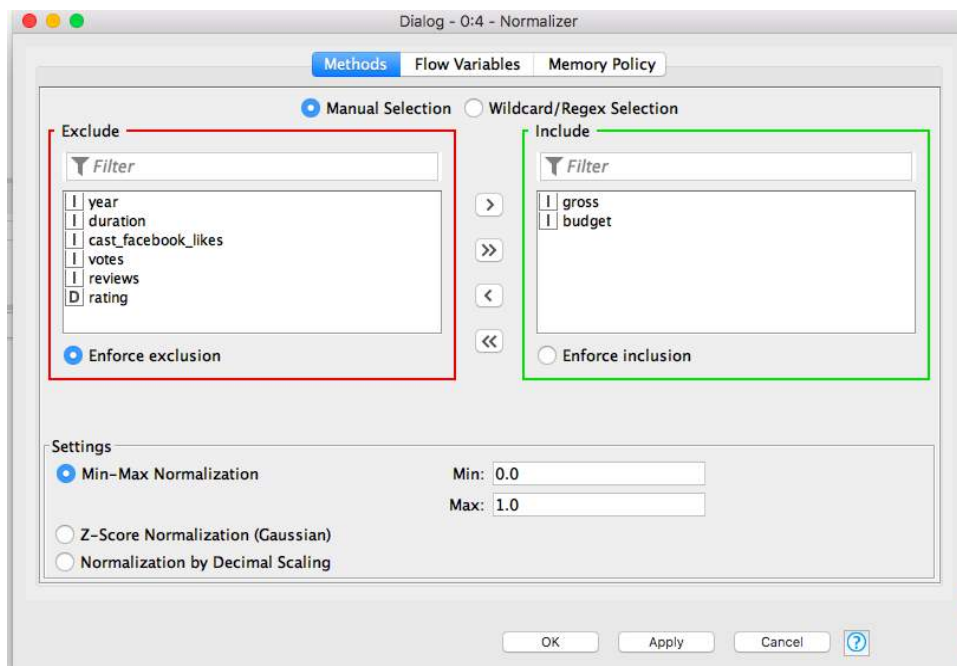 Dialog - 0:4 - Normalizer
Methods Flow Variables Memory Policy
Manual Selection Wildcard/Regex Selection
Exclude
Filter
I year
I duration
I cast_facebook_likes
I votes
I reviews
D rating
Enforce exclusion
>
>>
<
<<
Include
Filter
I gross
I budget
Enforce inclusion
Settings
Min-Max Normalization
Min: 0.0
Max: 1.0
Z-Score Normalization (Gaussian)
Normalization by Decimal Scaling
OK Apply Cancel ?